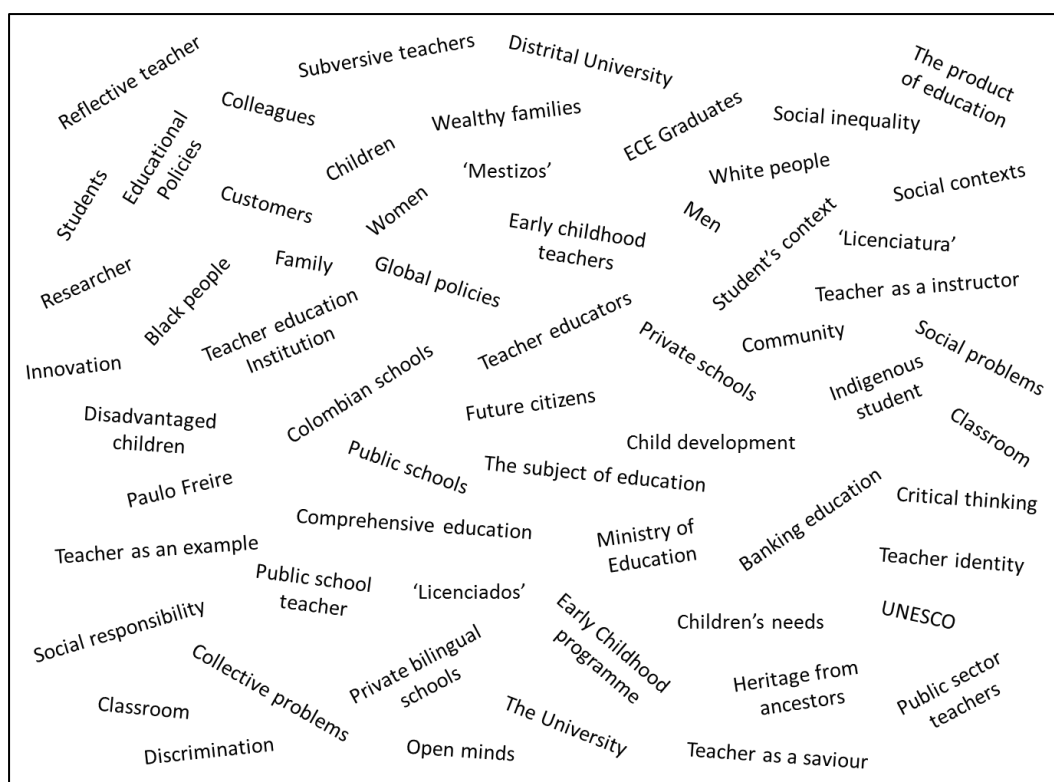 Reflective teacher
Subversive teachers
Distrital University
The product
of education
Colleagues
Wealthy families
ECE Graduates
Social inequality
Educational
Policies
Children
'Mestizos'
White people
Social contexts
Students
Customers
Women
Early childhood
teachers
Men
Student's context
'Licenciatura'
Researcher
Black people
Family
Global policies
Teacher as a instructor
Innovation
Teacher education
Institution
Teacher educators
Private schools
Community
Social problems
Disadvantaged
children
Colombian schools
Future citizens
Indigenous
student
Classroom
Child development
Paulo Freire
Public schools
The subject of education
Critical thinking
Comprehensive education
Ministry of
Education
Banking education
Teacher as an example
Teacher identity
Public school
teacher
'Licenciados'
Early Childhood
programme
Children's needs
UNESCO
Social responsibility
Collective problems
Private bilingual
schools
Heritage from
ancestors
Public sector
teachers
Classroom
The University
Discrimination
Open minds
Teacher as a saviour